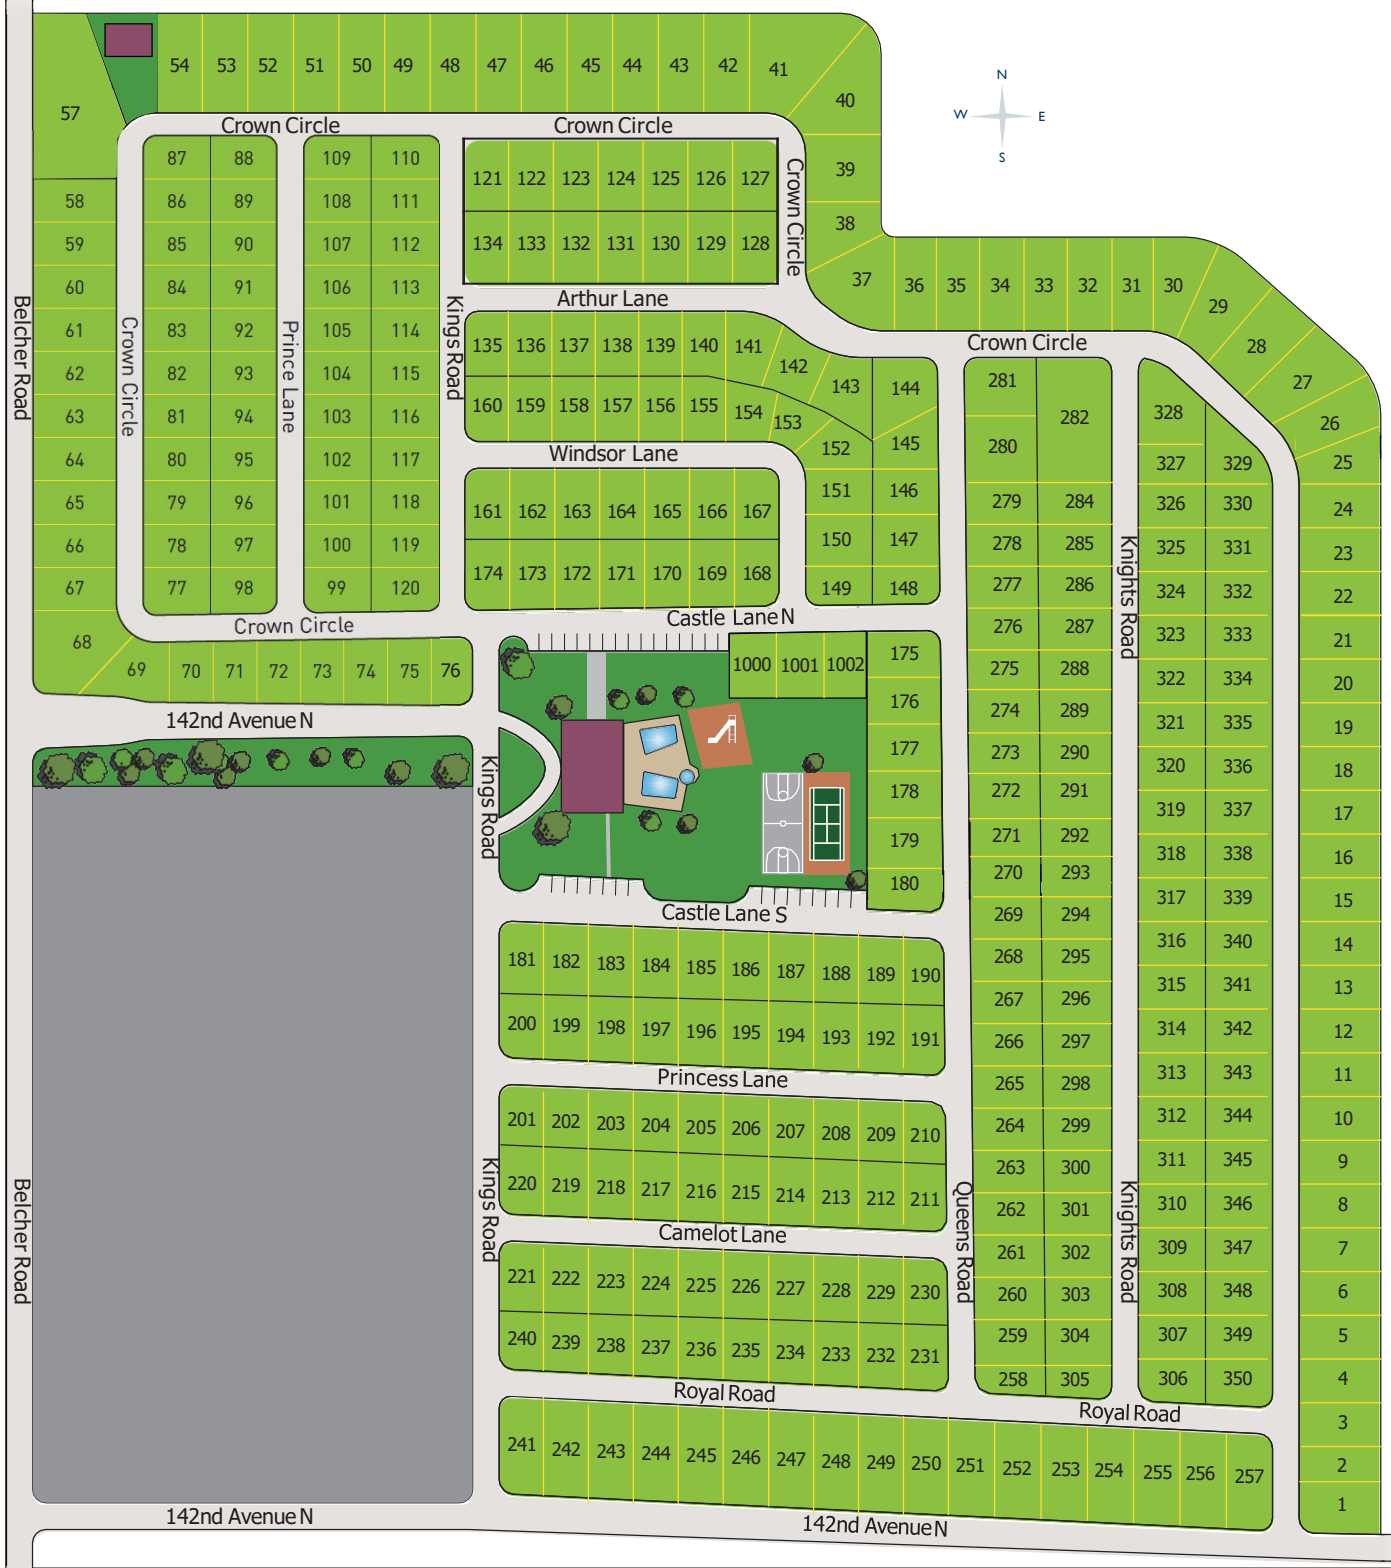 54 53 52 51 50 49 48 47 46 45 44 43 42 41
40
57
N
W E
S
Crown Circle
Crown Circle
39
38
37 36 35 34 33 32 31 30
29
28
27
26
25
24
23
22
21
20
19
18
17
16
15
14
13
12
11
10
9
8
7
6
5
4
3
2
1
Crown Circle
58
59
60
61
62
63
64
65
66
67
68
69 70 71 72 73 74 75 76
Belcher Road
Crown Circle
87 88
86 89
85 90
84 91
83 92
82 93
81 94
80 95
79 96
78 97
77 98
Prince Lane
109 110
108 111
107 112
106 113
105 114
104 115
103 116
102 117
101 118
100 119
99 120
Crown Circle
142nd Avenue N
Kings Road
121 122 123 124 125 126 127
134 133 132 131 130 129 128
Arthur Lane
135 136 137 138 139 140 141
142
143 144
160 159 158 157 156 155 154
153
152 145
151 146
150 147
149 148
Windsor Lane
161 162 163 164 165 166 167
174 173 172 171 170 169 168
Castle Lane N
1000 1001 1002
175
176
177
178
179
180
Kings Road
Castle Lane S
181 182 183 184 185 186 187 188 189 190
200 199 198 197 196 195 194 193 192 191
Princess Lane
201 202 203 204 205 206 207 208 209 210
220 219 218 217 216 215 214 213 212 211
Kings Road
Camelot Lane
221 222 223 224 225 226 227 228 229 230
240 239 238 237 236 235 234 233 232 231
Royal Road
241 242 243 244 245 246 247 248 249 250 251 252 253 254 255 256 257
Crown Circle
281
280 282
279 284
278 285
277 286
276 287
275 288
274 289
273 290
272 291
271 292
270 293
269 294
268 295
267 296
266 297
265 298
264 299
263 300
262 301
261 302
260 303
259 304
258 305
Queens Road
Knights Road
Knights Road
328
327 329
326 330
325 331
324 332
323 333
322 334
321 335
320 336
319 337
318 338
317 339
316 340
315 341
314 342
313 343
312 344
311 345
310 346
309 347
308 348
307 349
306 350
Royal Road
Belcher Road
142nd Avenue N
142nd Avenue N